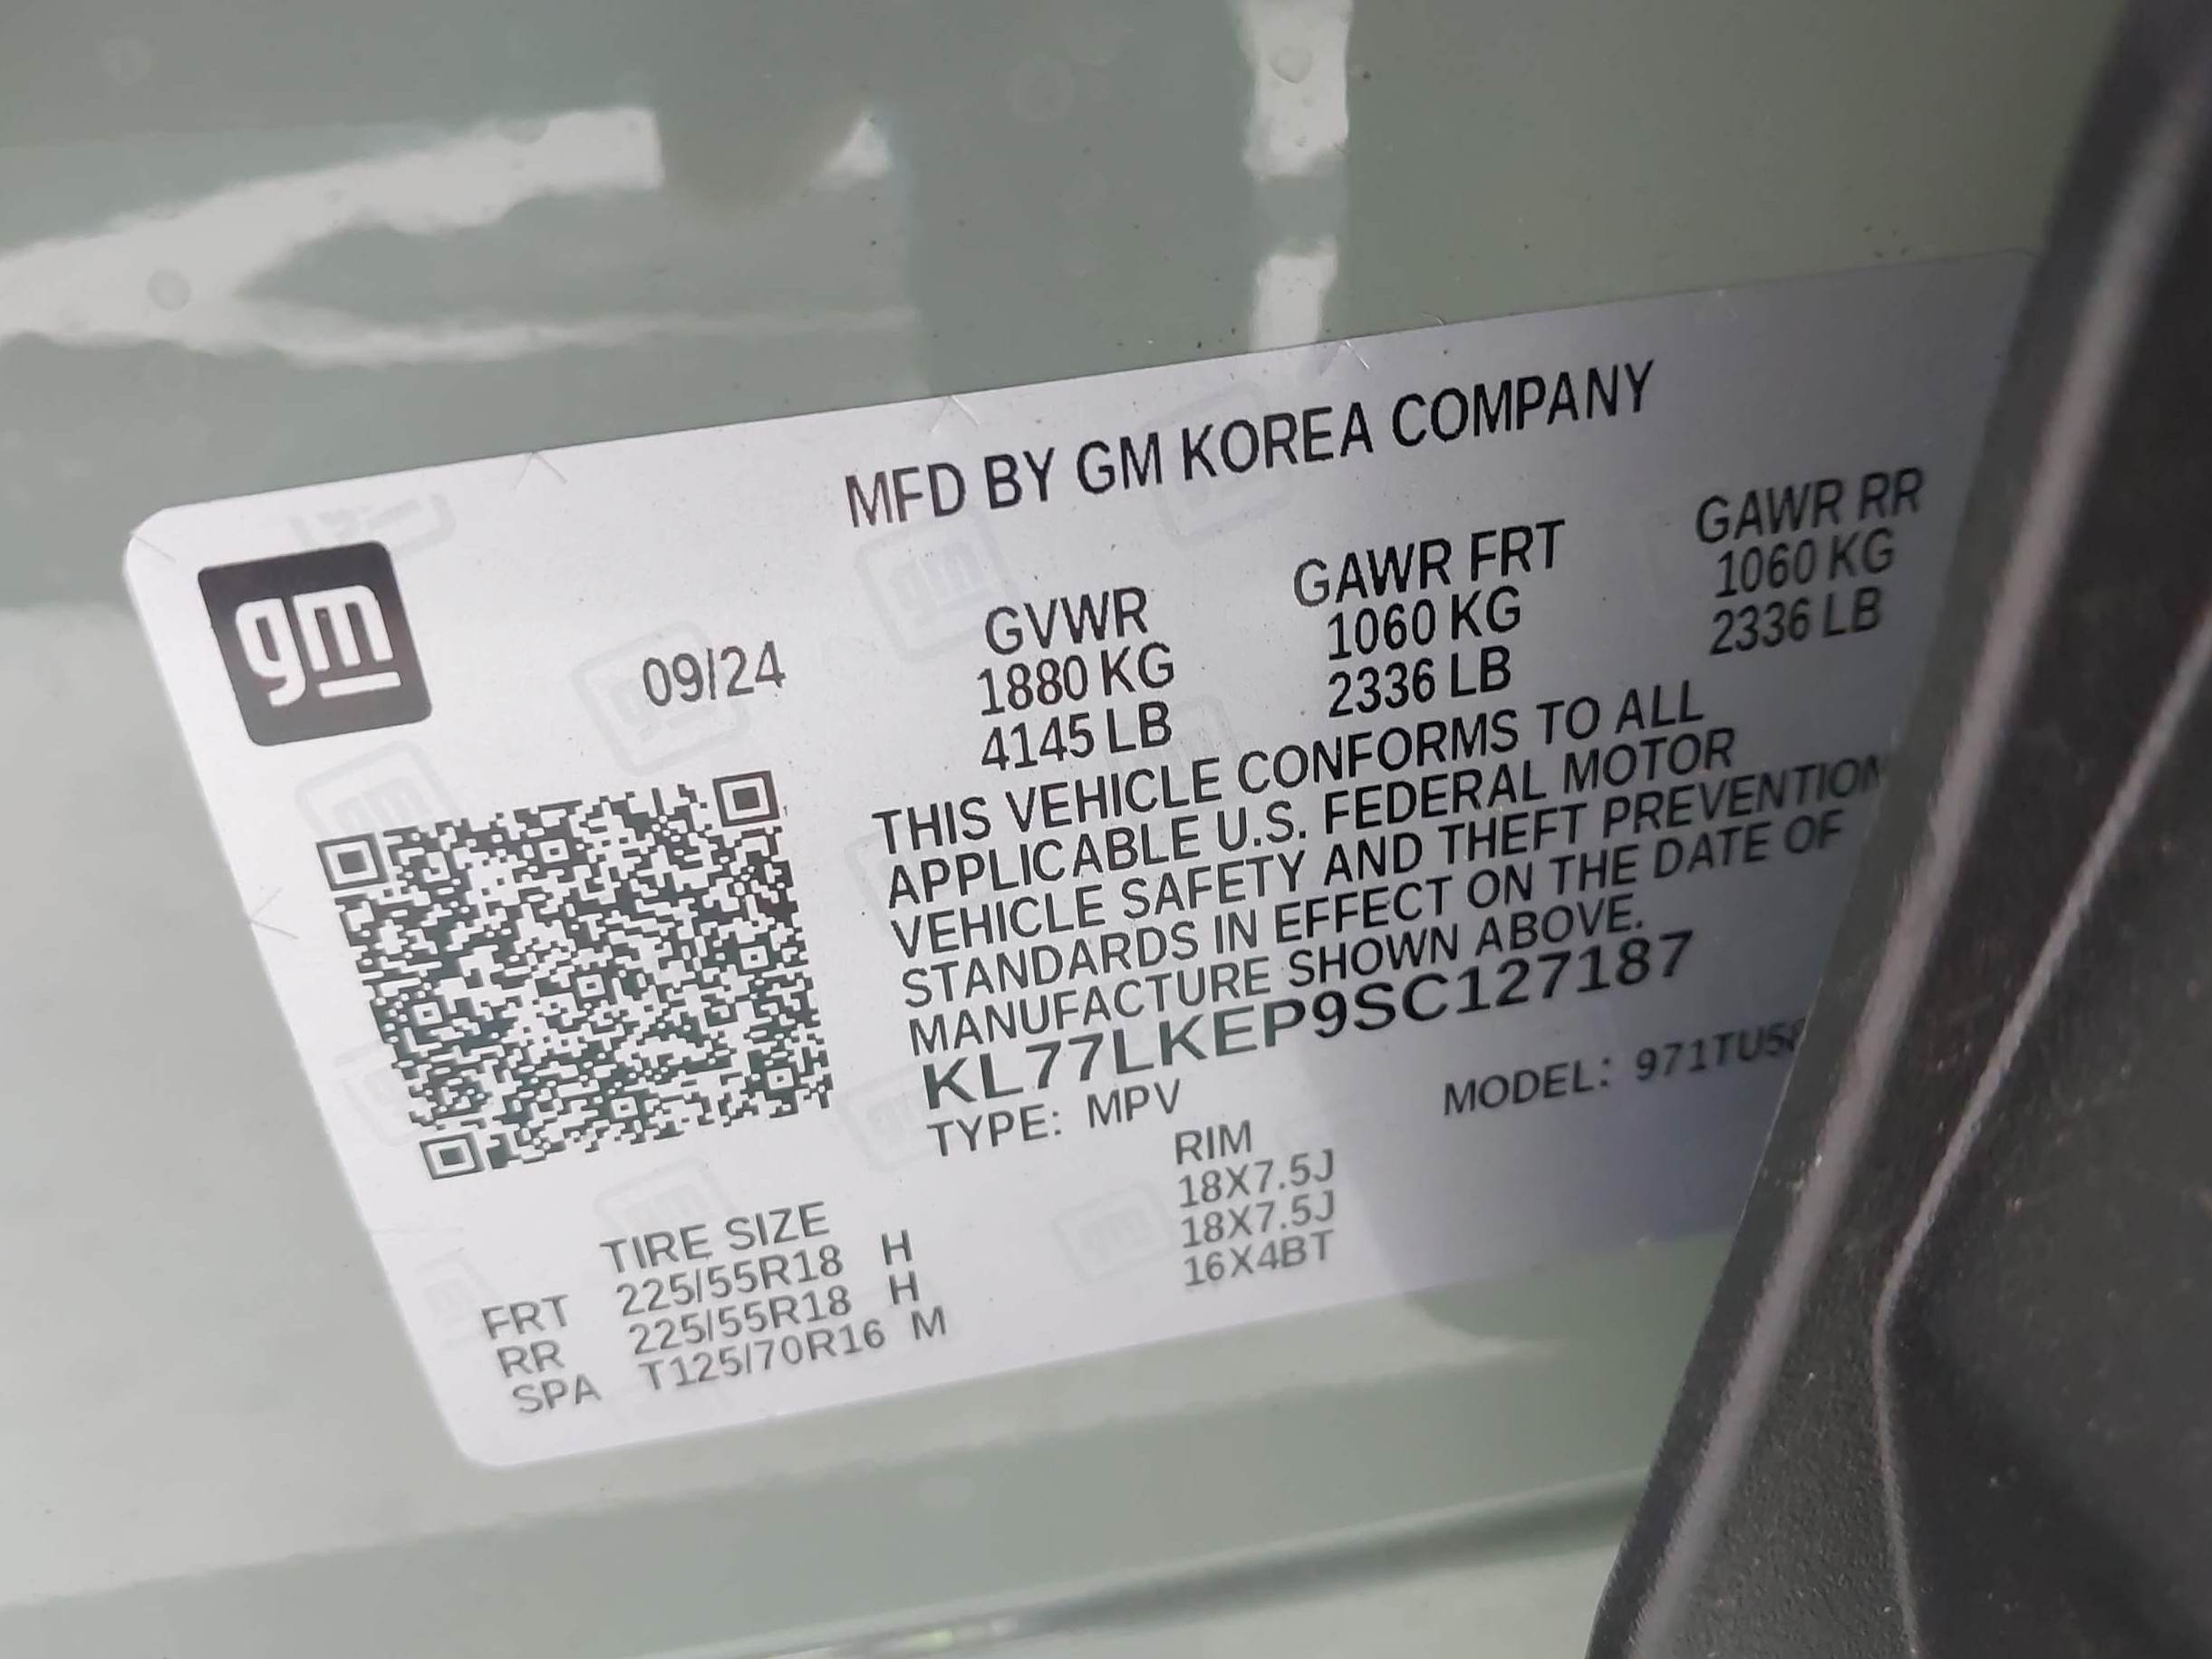 MFD BY GM KOREA COMPANY
gm
09/24
GVWR GAWR FRT GAWR RR
1880 KG 1060 KG 1060 KG
4145 LB 2336 LB 2336 LB
THIS VEHICLE CONFORMS TO ALL
APPLICABLE U.S. FEDERAL MOTOR
VEHICLE SAFETY AND THEFT PREVENTION
STANDARDS IN EFFECT ON THE DATE OF
MANUFACTURE SHOWN ABOVE.
KL77LKEP9SC127187
TYPE: MPV MODEL:
TIRE SIZE RIM
FRT 225/55R18 H 18X7.5J
RR 225/55R18 H 18X7.5J
SPA T125/70R16 M 16X4BT